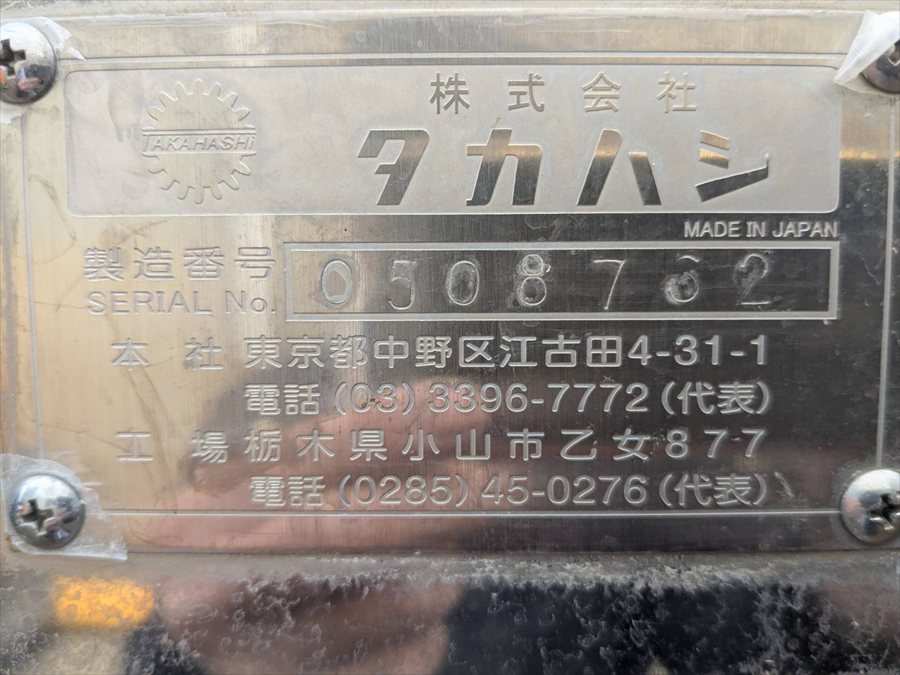 TAKAHASHI
株式会社
タカハシ
MADE IN JAPAN
製造番号
SERIAL No. 0508762
本社 東京都中野区江古田4-31-1
電話(03)3396-7772(代表)
工場 栃木県小山市乙女877
電話(0285)45-0276(代表)